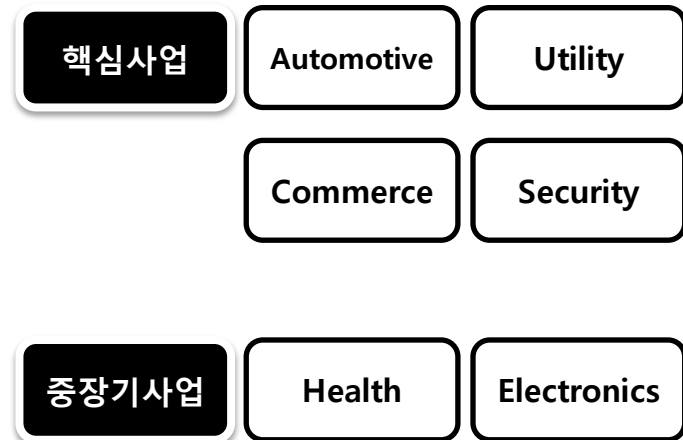 핵심사업 Automotive Utility
Commerce Security
중장기사업 Health Electronics